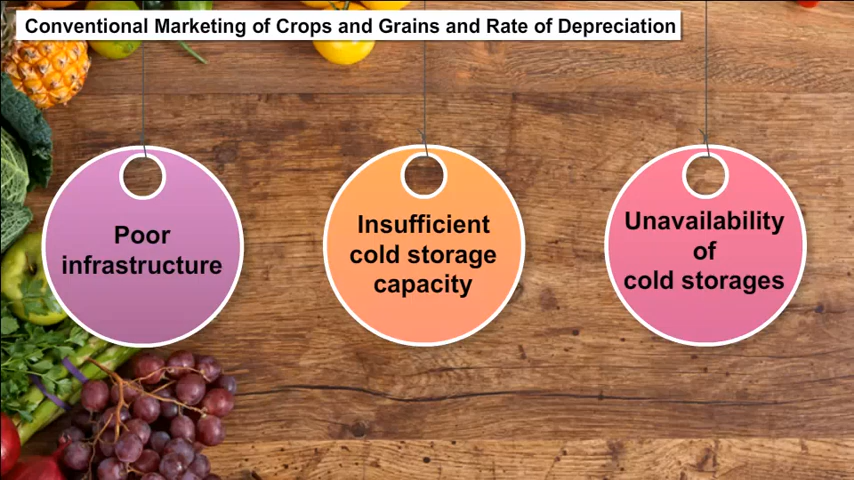 Conventional Marketing of Crops and Grains and Rate of Depreciation
Poor
infrastructure
Insufficient
cold storage
capacity
Unavailability
of
cold storages